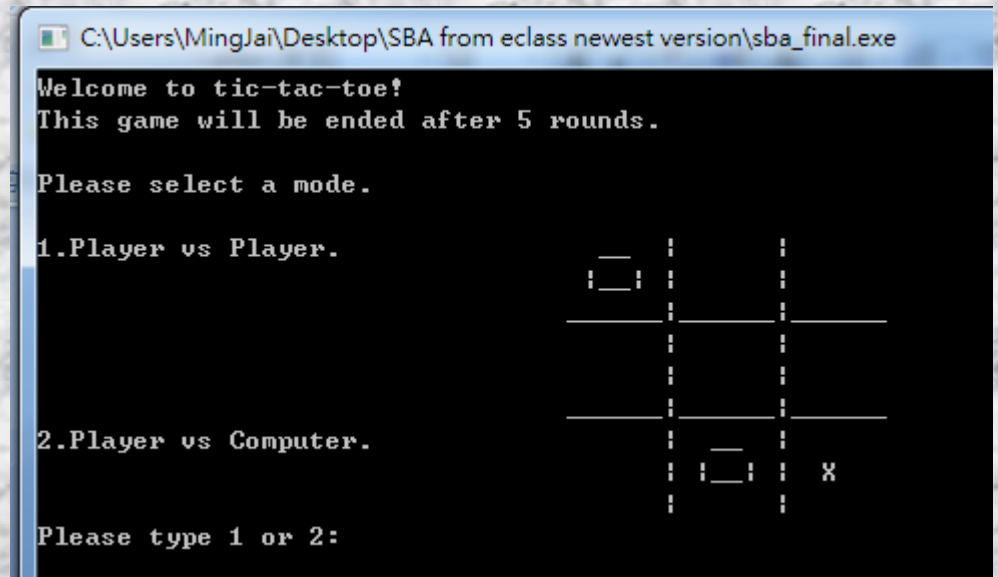 C:\Users\MingJai\Desktop\SBA from eclass newest version\sba_final.exe
Welcome to tic-tac-toe!
This game will be ended after 5 rounds.
Please select a mode.
1.Player vs Player.
2.Player vs Computer.
X
Please type 1 or 2: